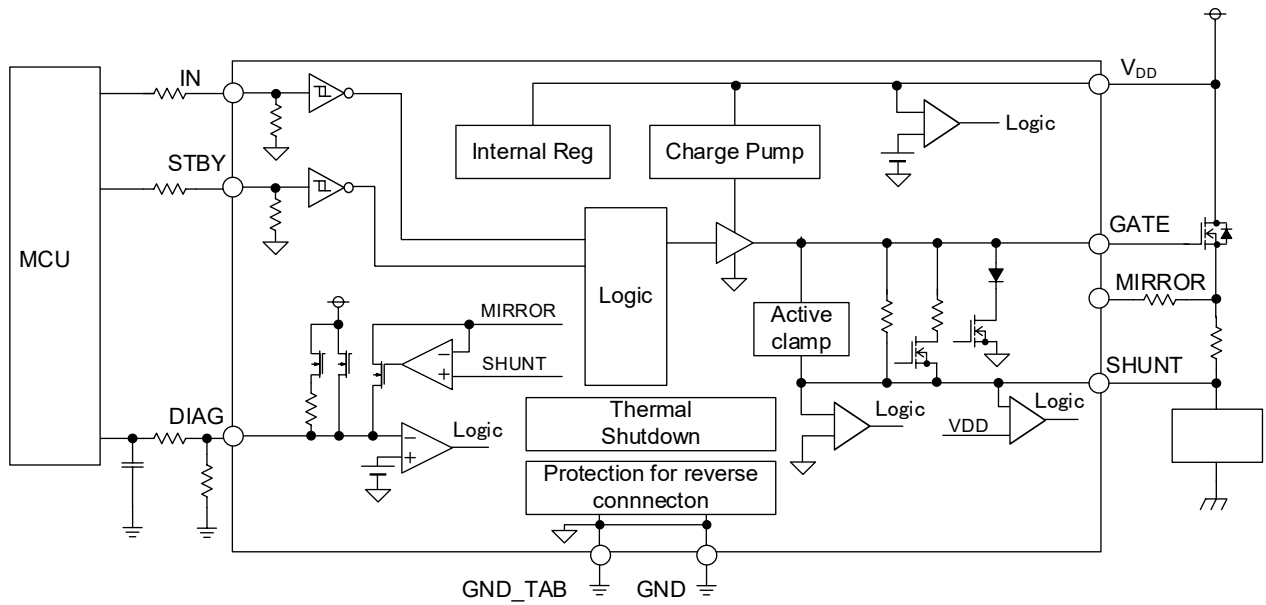 IN
V_DD
Logic
Internal Reg
Charge Pump
STBY
MCU
GATE
Logic
MIRROR
MIRROR
Active
clamp
SHUNT
SHUNT
Thermal
Shutdown
DIAG
Logic
Logic
VDD
Logic
Protection for reverse
connnecton
GND_TAB
GND